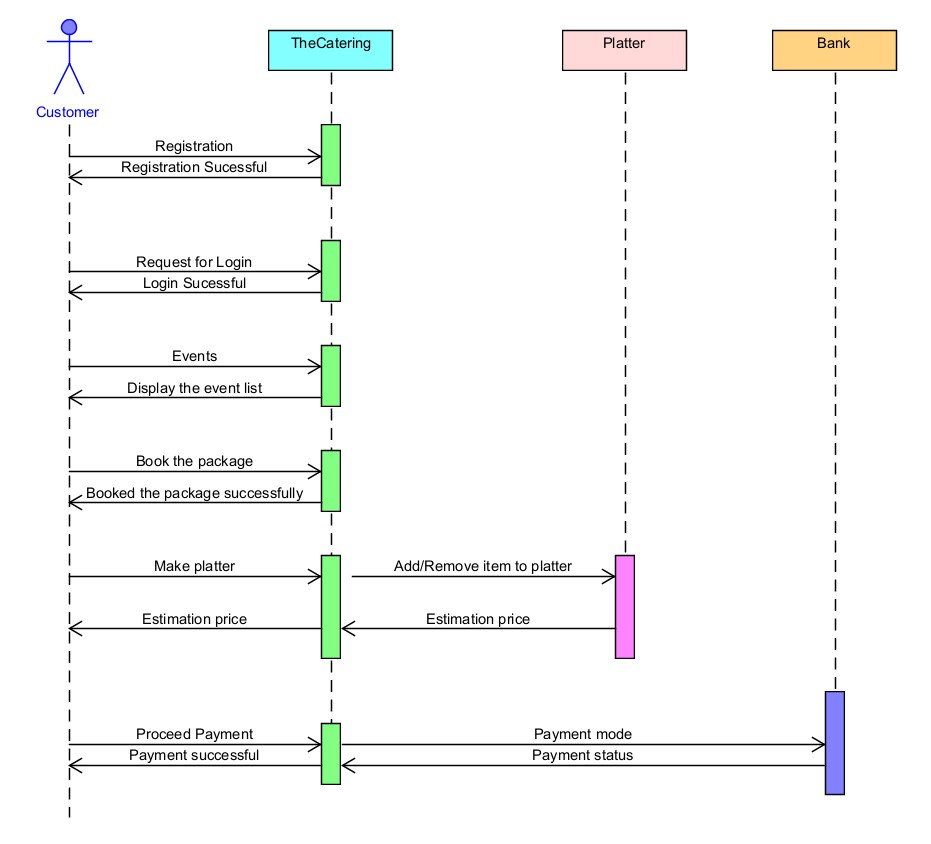 TheCatering
Platter
Bank
Customer
Registration
Registration Sucessful
Request for Login
Login Sucessful
Events
Display the event list
Book the package
Booked the package successfully
Make platter
Add/Remove item to platter
Estimation price
Estimation price
Proceed Payment
Payment mode
Payment successful
Payment status